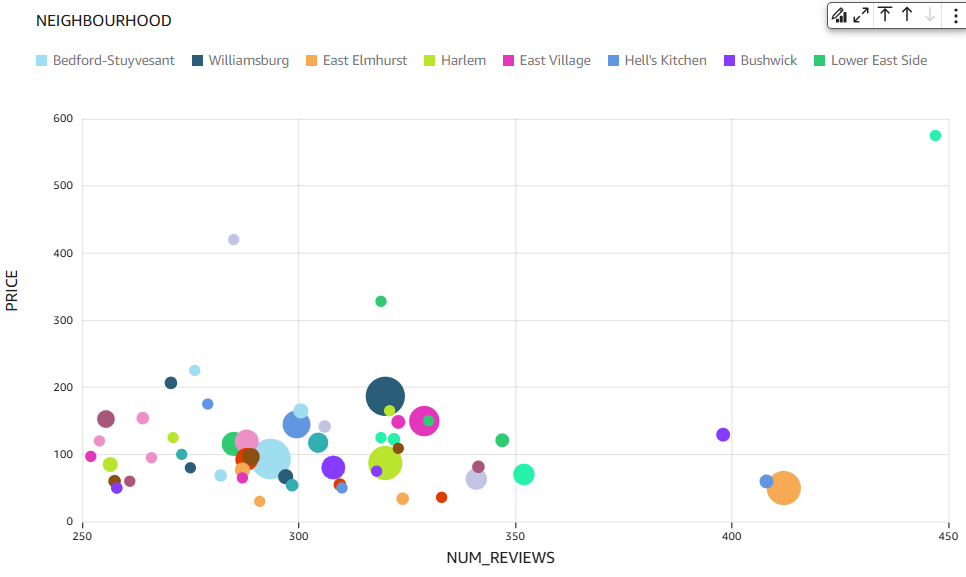 NEIGHBOURHOOD
Bedford-Stuyvesant Williamsburg East Elmhurst Harlem East Village Hell's Kitchen Bushwick Lower East Side
PRICE
600
500
400
300
200
100
0
250 300 350 400 450
NUM_REVIEWS